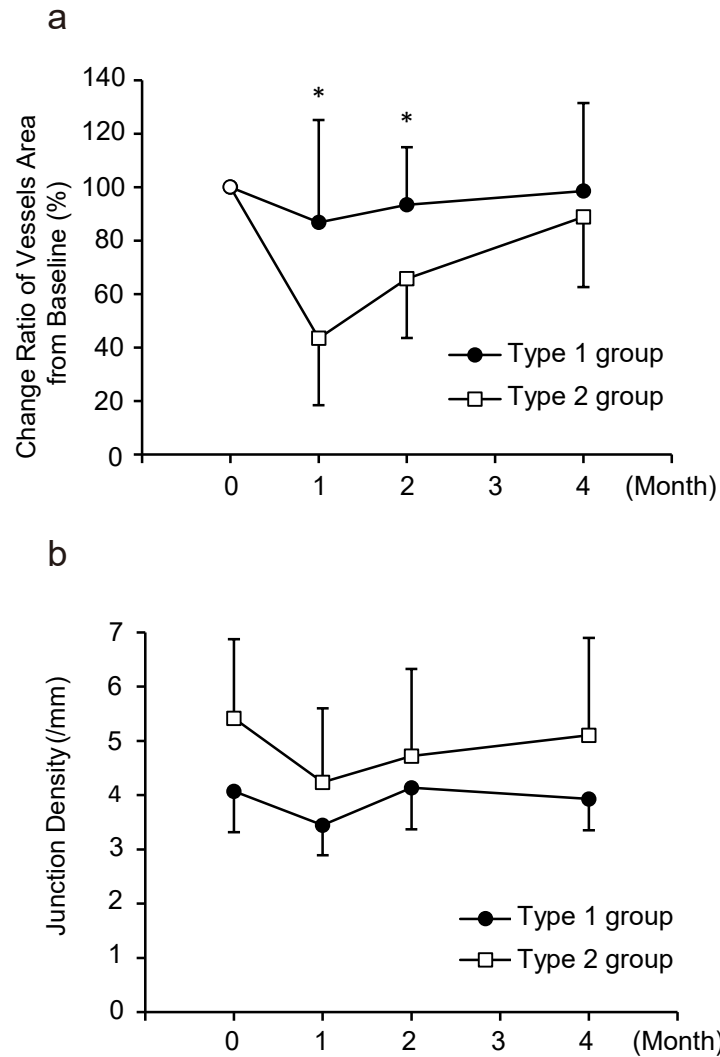 a
Change Ratio of Vessels Area
from Baseline (%)
140
120
100
80
60
40
20
0
* *
Type 1 group
Type 2 group
0 1 2 3 4 (Month)
b
Junction Density(/mm)
7
6
5
4
3
2
1
0
Type 1 group
Type 2 group
0 1 2 3 4 (Month)